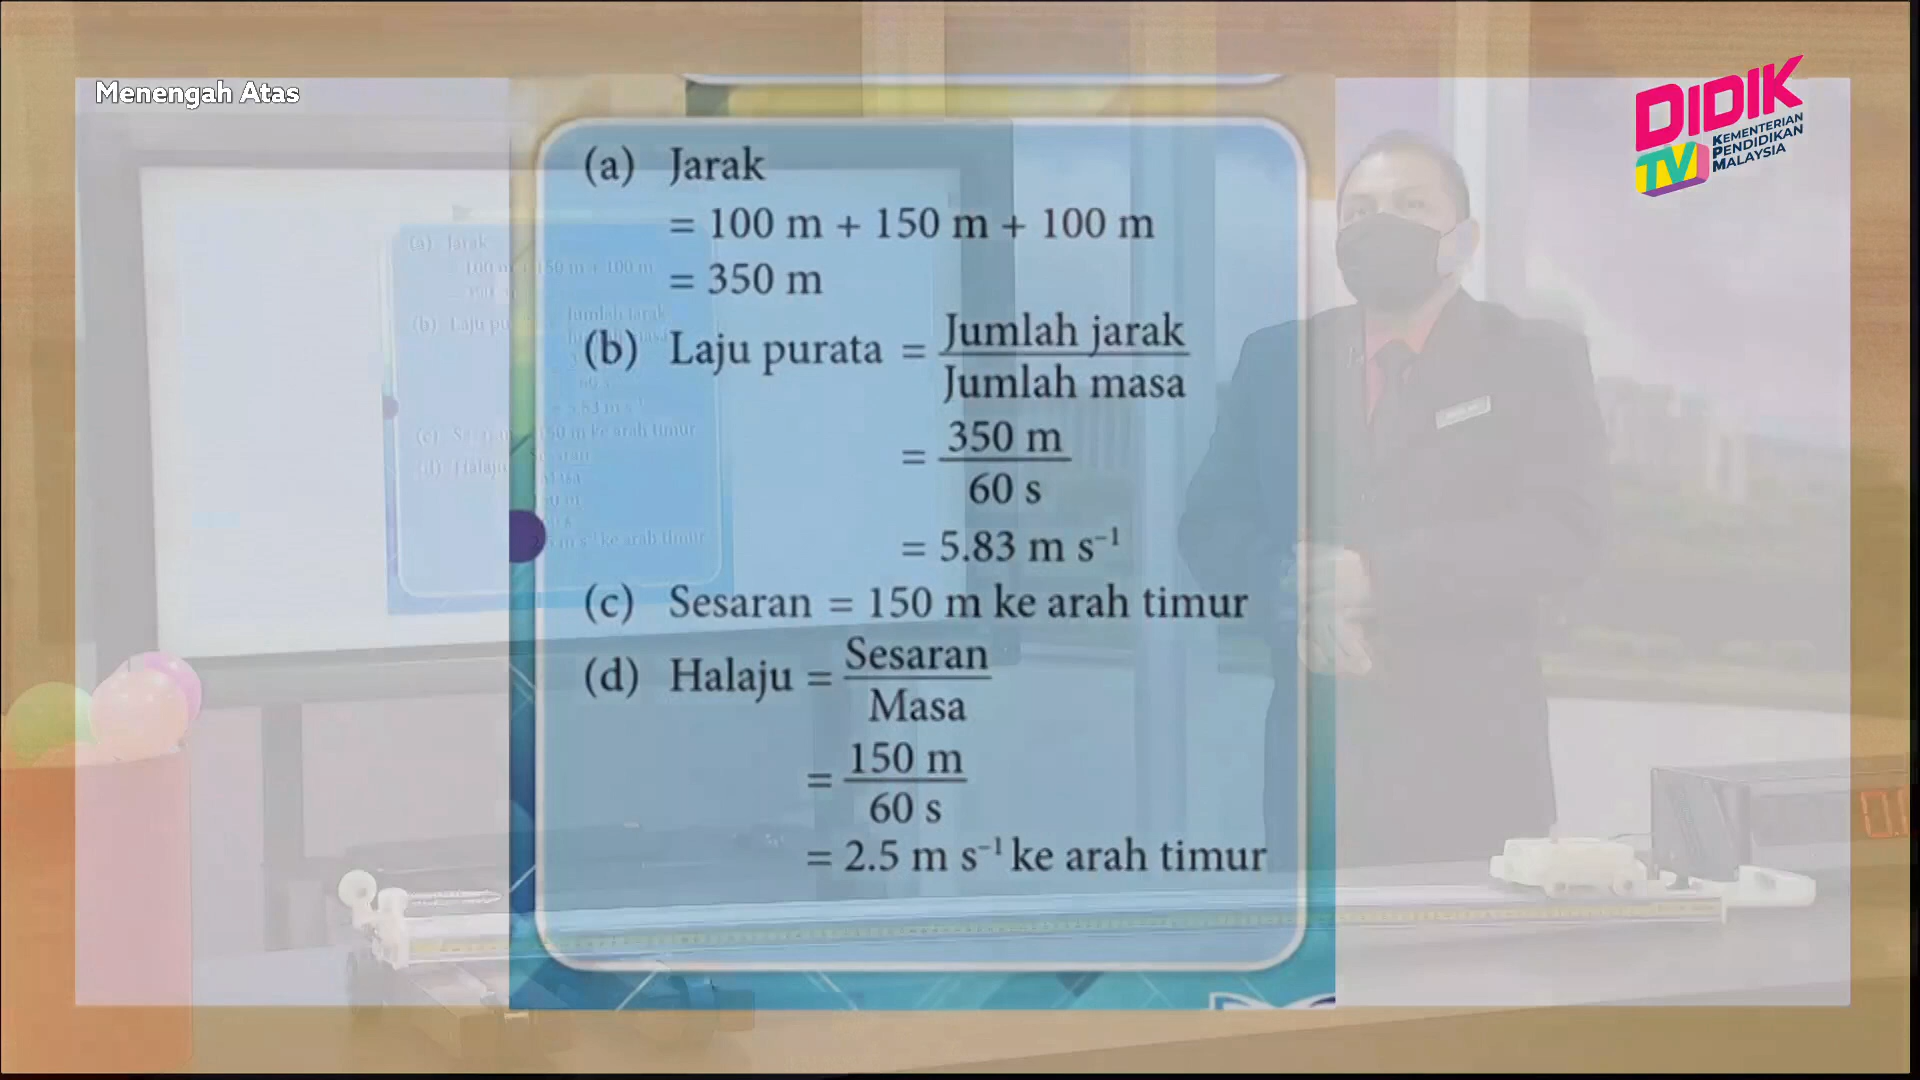 Menengah Atas
DIDIK
TV
KEMENTERIAN
PENDIDIKAN
MALAYSIA
(a) Jarak
= 100 m + 150 m + 100 m
= 350 m
(b) Laju purata = Jumlah jarak
Jumlah masa
= 350 m
60 s
= 5.83 m s⁻¹
(c) Sesaran = 150 m ke arah timur
(d) Halaju = Sesaran
Masa
= 150 m
60 s
= 2.5 m s⁻¹ ke arah timur